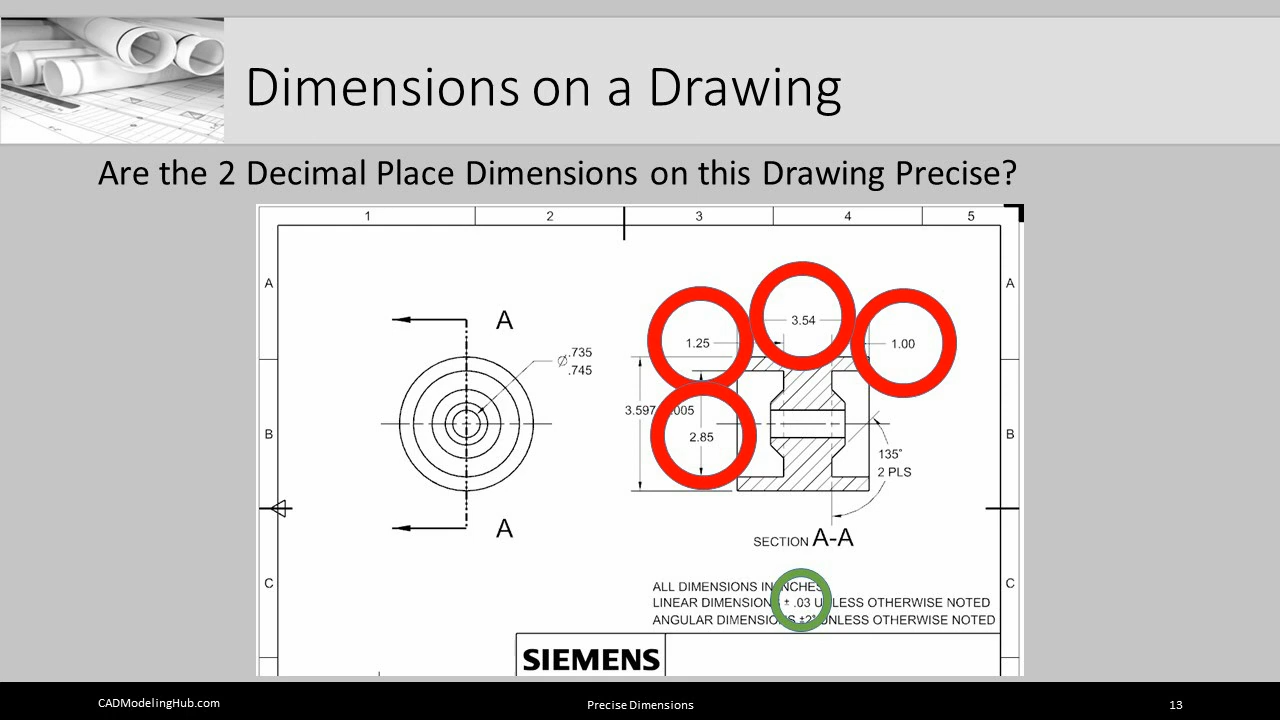 Dimensions on a Drawing
Are the 2 Decimal Place Dimensions on this Drawing Precise?
1 2 3 4 5
A A
A
.735
.745
3.54
1.25
1.00
3.597 .005
2.85
B B
135°
2 PLS
A
SECTION A-A
C C
ALL DIMENSIONS IN INCHES
LINEAR DIMENSIONS ± .03 UNLESS OTHERWISE NOTED
ANGULAR DIMENSIONS ±2° UNLESS OTHERWISE NOTED
SIEMENS
CADModelingHub.com
Precise Dimensions
13